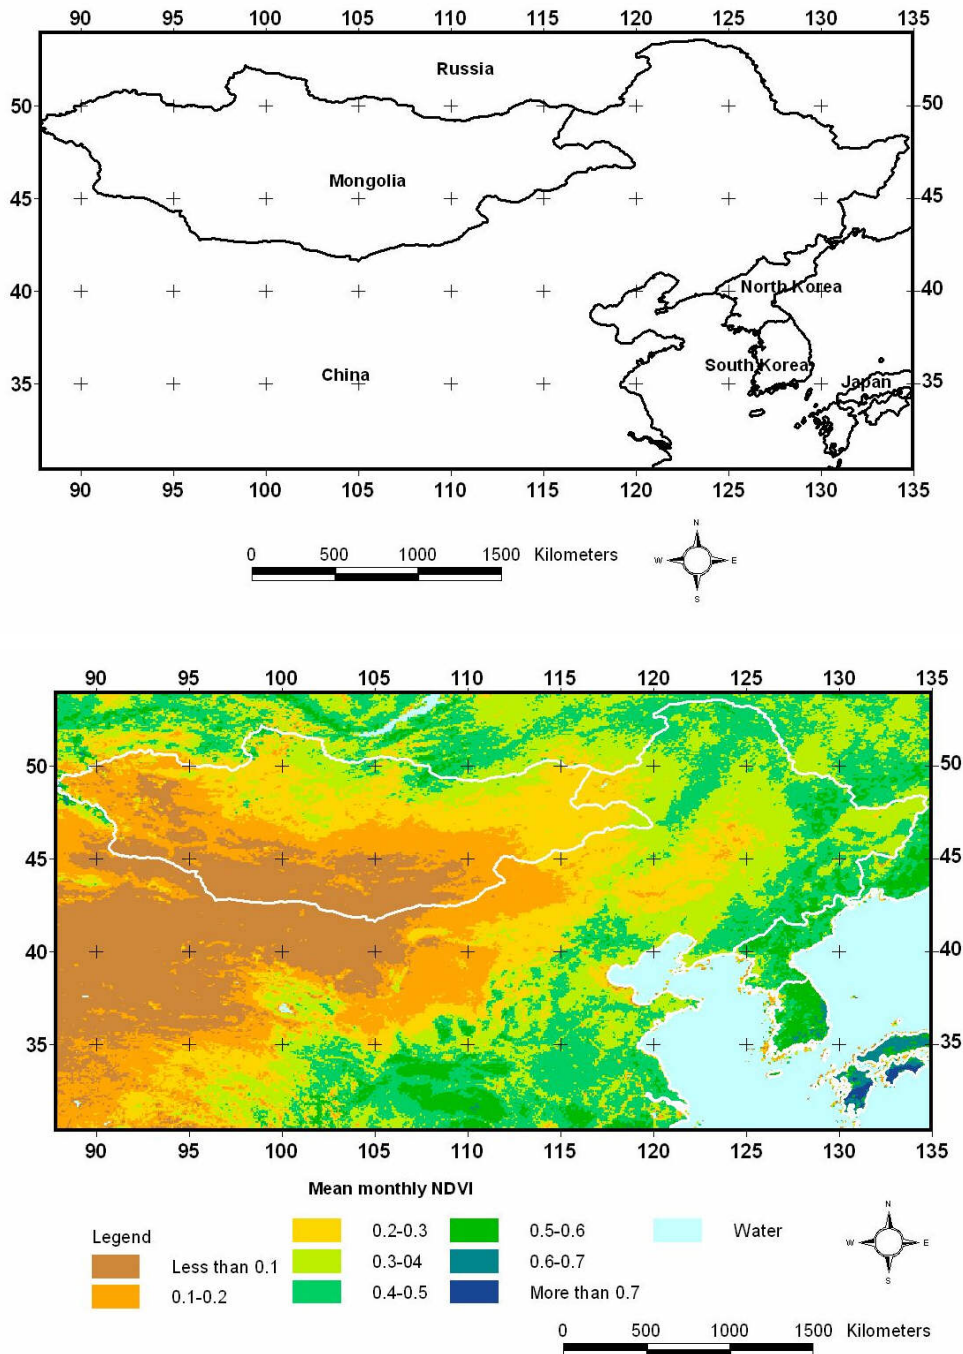 90 95 100 105 110 115 120 125 130 135
Russia
50 50
Mongolia
45 45
40 North Korea 40
China South Korea Japan
35 35
90 95 100 105 110 115 120 125 130 135
N
0 500 1000 1500 Kilometers
W E
S
90 95 100 105 110 115 120 125 130 135
50 50
45 45
40 40
35 35
90 95 100 105 110 115 120 125 130 135
Mean monthly NDVI
N
Legend 0.2-0.3 0.5-0.6 Water
W E
Less than 0.1 0.3-04 0.6-0.7
S
0.1-0.2 0.4-0.5 More than 0.7
0 500 1000 1500 Kilometers